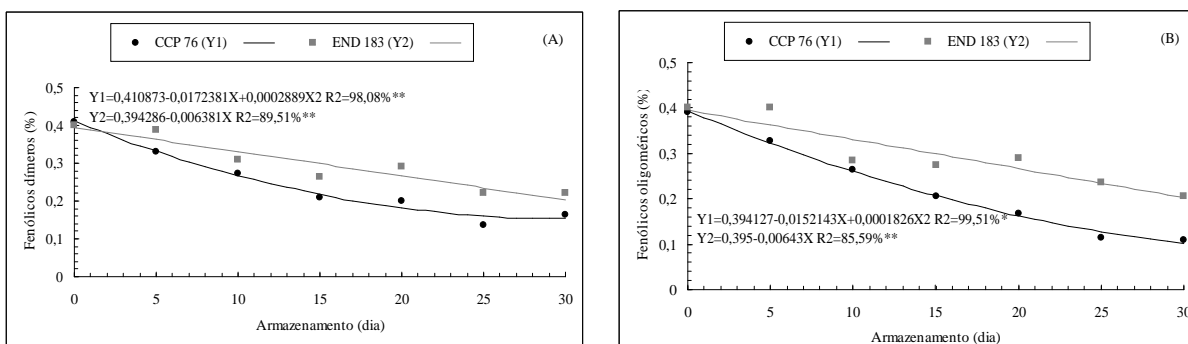 CCP 76 (Y1) END 183 (Y2) (A)
Y1=0,410873-0,0172381X+0,0002889X2 R2=98,08%**
Y2=0,394286-0,006381X R2=89,51%**
Fenólicos dímeros (%)
0,5
0,4
0,3
0,2
0,1
0
0 5 10 15 20 25 30
Armazenamento (dia)
CCP 76 (Y1) END 183 (Y2) (B)
Fenólicos oligoméricos (%)
0,5
0,4
0,3
0,2
0,1
0
Y1=0,394127-0,0152143X+0,0001826X2 R2=99,51%*
Y2=0,395-0,00643X R2=85,59%**
0 5 10 15 20 25 30
Armazenamento (dia)